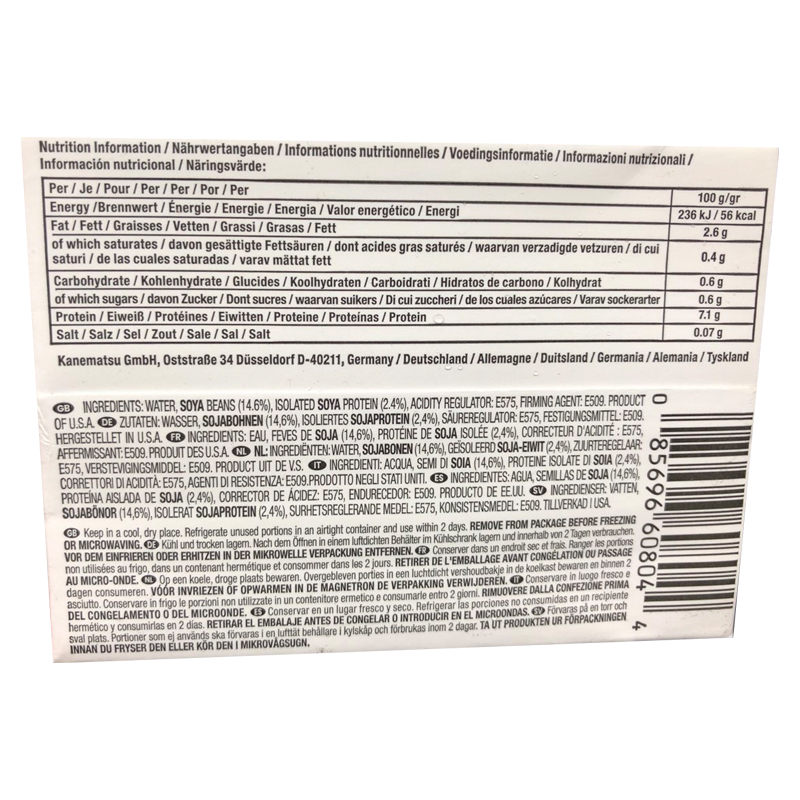 Nutrition Information / Nährwertangaben / Informations nutritionnelles / Voedingsinformatie / Informazioni nutrizionali /
Información nutricional / Näringsvärde:
Per / Je / Pour / Per / Per / Por / Per 100 g/gr
Energy /Brennwert / Énergie / Energie / Energia / Valor energético / Energi 236 kJ / 56 kcal
Fat / Fett / Graisses / Vetten / Grassi / Grasas / Fett 2.6 g
of which saturates / davon gesättigte Fettsäuren / dont acides gras saturés / waarvan verzadigde vetzuren / di cui
saturi / de las cuales saturadas / varav mättat fett 0.4 g
Carbohydrate / Kohlenhydrate / Glucides / Koolhydraten / Carboidrati / Hidratos de carbono / Kolhydrat 0.6 g
of which sugars / davon Zucker / Dont sucres / waarvan suikers / Di cui zuccheri / de los cuales azúcares / Varav sockerarter 0.6 g
Protein / Eiweiß / Protéines / Eiwitten / Proteine / Proteínas / Protein 7.1 g
Salt / Salz / Sel / Zout / Sale / Sal / Salt 0.07 g
Kanematsu GmbH, Oststraße 34 Düsseldorf D-40211, Germany / Deutschland / Allemagne / Duitsland / Germania / Alemania / Tyskland
GB INGREDIENTS: WATER, SOYA BEANS (14.6%), ISOLATED SOYA PROTEIN (2.4%), ACIDITY REGULATOR: E575, FIRMING AGENT: E509. PRODUCT
OF U.S.A. DE ZUTATEN: WASSER, SOJABOHNEN (14,6%), ISOLIERTES SOJAPROTEIN (2,4%), SÄUREREGULATOR: E575, FESTIGUNGSMITTEL: E509.
HERGESTELLET IN U.S.A. FR INGREDIENTS: EAU, FEVES DE SOJA (14,6%), PROTÉINE DE SOJA ISOLÉE (2,4%), CORRECTEUR D'ACIDITÉ : E575,
AFFERMISSANT: E509. PRODUIT DES U.S.A. NL NL: INGREDIËNTEN: WATER, SOJABONEN (14,6%), GEÏSOLEERD SOJA-EIWIT (2,4%), ZUURTEREGELAAR:
E575, VERSTEVIGINGSMIDDEL: E509. PRODUCT UIT DE V.S. IT INGREDIENTI: ACQUA, SEMI DI SOIA (14,6%), PROTEINE ISOLATE DI SOIA (2,4%),
CORRETTORI DI ACIDITÀ: E575, AGENTI DI RESISTENZA: E509.PRODOTTO NEGLI STATI UNITI. ES INGREDIENTES: AGUA, SEMILLAS DE SOJA (14,6%),
PROTEÍNA AISLADA DE SOJA (2,4%), CORRECTOR DE ÁCIDEZ: E575, ENDURECEDOR: E509. PRODUCTO DE EE.UU. SV INGREDIENSER: VATTEN,
SOJABÖNOR (14,6%), ISOLERAT SOJAPROTEIN (2,4%), SURHETSREGLERANDE MEDEL: E575, KONSISTENSMEDEL: E509. TILLVERKAD I USA.
GB Keep in a cool, dry place. Refrigerate unused portions in an airtight container and use within 2 days. REMOVE FROM PACKAGE BEFORE FREEZING
OR MICROWAVING. DE Kühl und trocken lagern. Nach dem Öffnen in einem luftdichten Behälter im Kühlschrank lagern und innerhalb von 2 Tagen verbrauchen.
VOR DEM EINFRIEREN ODER ERHITZEN IN DER MIKROWELLE VERPACKUNG ENTFERNEN. FR Conserver dans un endroit sec et frais. Ranger les portions
non utilisées au frigo, dans un contenant hermétique et consommer dans les 2 jours. RETIRER DE L'EMBALLAGE AVANT CONGÉLATION OU PASSAGE
AU MICRO-ONDE. NL Op een koele, droge plaats bewaren. Overgebleven porties in een luchtdicht vershoudbakje in de koelkast bewaren en binnen 2
dagen consumeren. VÓÓR INVRIEZEN OF OPWARMEN IN DE MAGNETRON DE VERPAKKING VERWIJDEREN. IT Conservare in luogo fresco e
asciutto. Conservare in frigo le porzioni non utilizzate in un contenitore ermetico e consumarle entro 2 giorni. RIMUOVERE DALLA CONFEZIONE PRIMA
DEL CONGELAMENTO O DEL MICROONDE. ES Conservar en un lugar fresco y seco. Refrigerar las porciones no consumidas en un recipiente
hermético y consumirlas en 2 días. RETIRAR EL EMBALAJE ANTES DE CONGELAR O INTRODUCIR EN EL MICROONDAS. SV Förvaras på en torr och
sval plats. Portioner som ej används ska förvaras i en lufttät behållare i kylskåp och förbrukas inom 2 dagar. TA UT PRODUKTEN UR FÖRPACKNINGEN
INNAN DU FRYSER DEN ELLER KÖR DEN I MIKROVÅGSUGN.
0 85696 60804 4